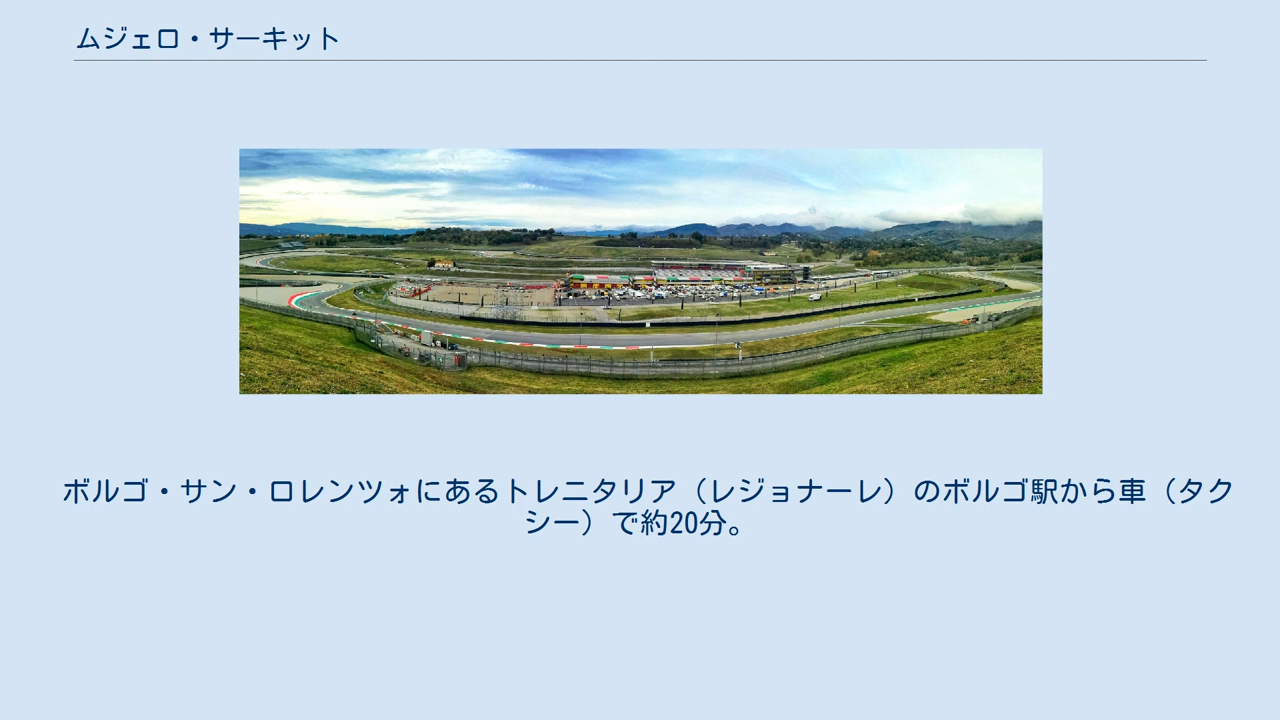 ムジェロ・サーキット
ボルゴ・サン・ロレンツォにあるトレニタリア（レジョナーレ）のボルゴ駅から車（タク
シー）で約20分。